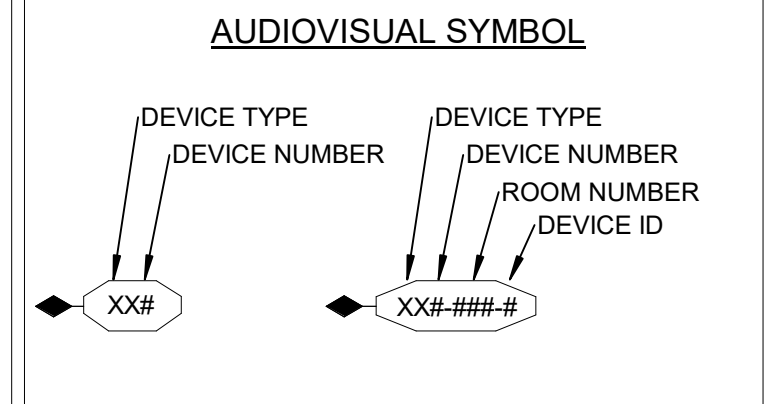 AUDIOVISUAL SYMBOL
DEVICE TYPE
DEVICE NUMBER
XX#
DEVICE TYPE
DEVICE NUMBER
ROOM NUMBER
DEVICE ID
XX#-###-#